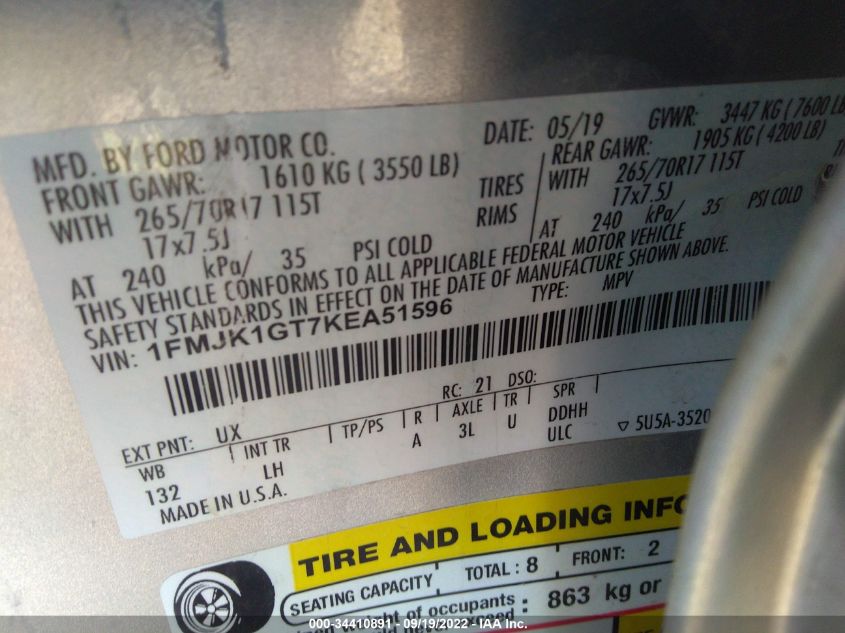 MFD. BY FORD MOTOR CO. DATE: 05/19 GVWR: 3447 KG ( 7600 LB
FRONT GAWR: 1610 KG ( 3550 LB) REAR GAWR: 1905 KG ( 4200 LB)
WITH 265/70R17 115T TIRES WITH 265/70R17 115T
17x7.5J RIMS 17x7.5J
AT 240 kPa/ 35 PSI COLD AT 240 kPa/ 35 PSI COLD
THIS VEHICLE CONFORMS TO ALL APPLICABLE FEDERAL MOTOR VEHICLE
SAFETY STANDARDS IN EFFECT ON THE DATE OF MANUFACTURE SHOWN ABOVE.
VIN: 1FMJK1GT7KEA51596 TYPE: MPV
RC: 21 DSO:
EXT PNT: UX
WB INT TR TP/PS R AXLE TR SPR
132 LH A 3L U DDHH
ULC
▽ 5U5A-3520
MADE IN U.S.A.
TIRE AND LOADING INFO
SEATING CAPACITY TOTAL : 8 FRONT: 2
weight of occupants : 863 kg or
000-34410891 - 09/19/2022 - IAA Inc.